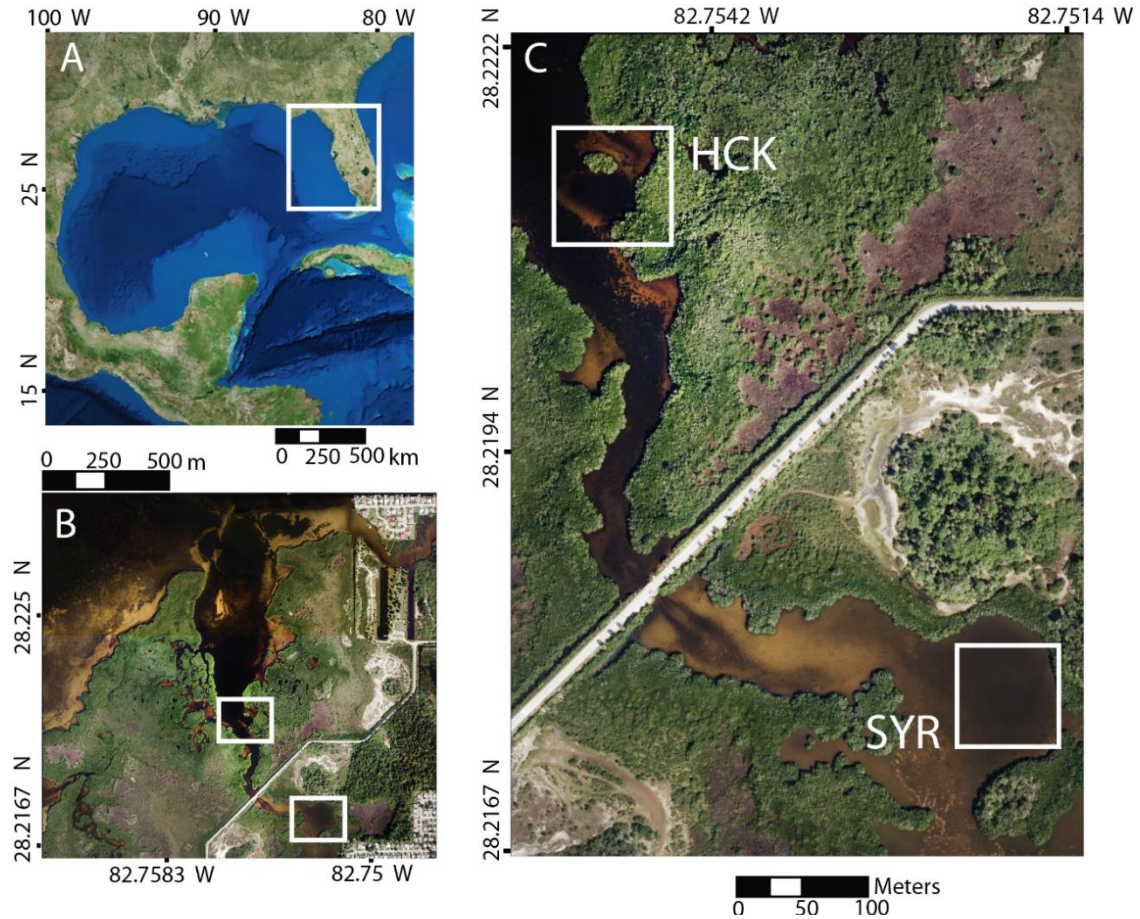 100 W 90 W 80 W
A
25 N
15 N
0 250 500 km
0 250 500 m
B
28.225 N
28.2167 N
82.7583 W 82.75 W
82.7542 W 82.7514 W
C
28.2222 N
HCK
28.2194 N
SYR
28.2167 N
Meters
0 50 100